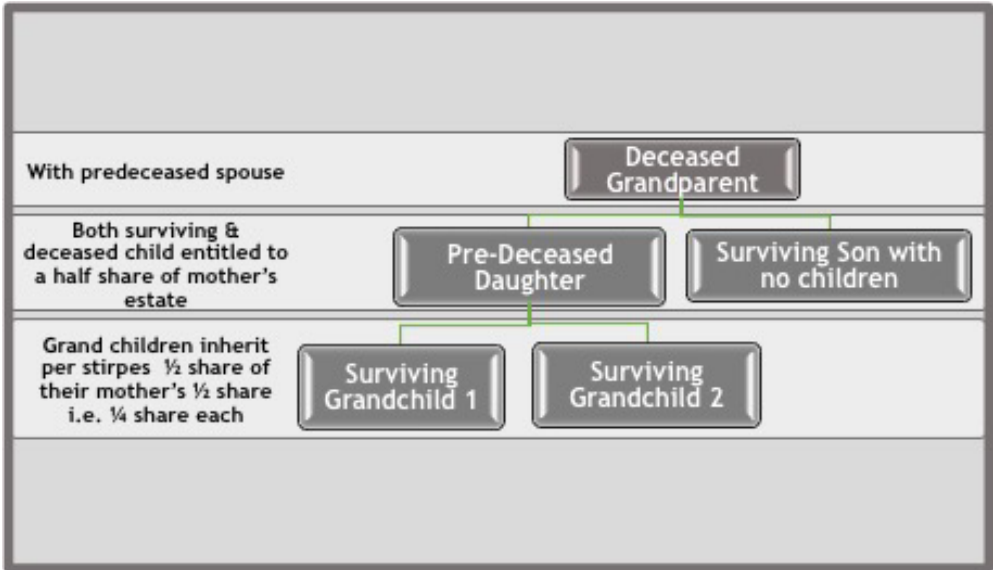 With predeceased spouse
Deceased
Grandparent
Both surviving &
deceased child entitled to
a half share of mother's
estate
Pre-Deceased
Daughter
Surviving Son with
no children
Grand children inherit
per stirpes ½ share of
their mother's ½ share
i.e. ¼ share each
Surviving
Grandchild 1
Surviving
Grandchild 2